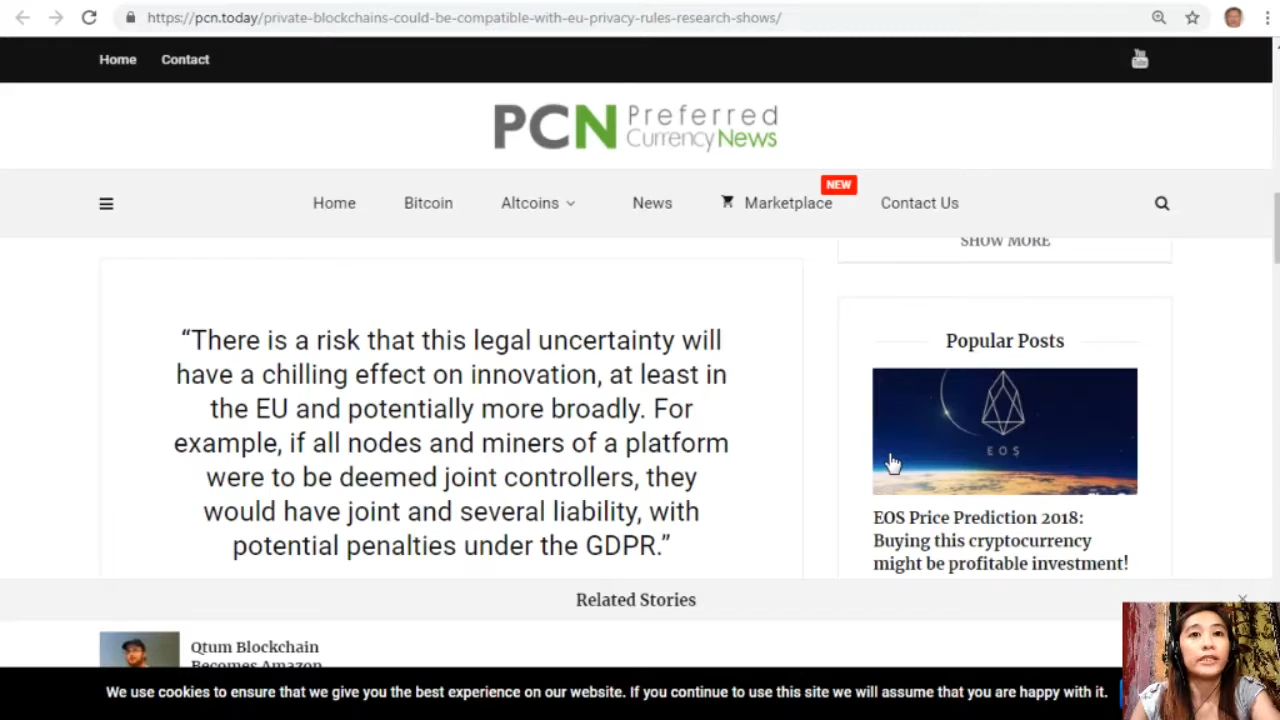 https://pcn.today/private-blockchains-could-be-compatible-with-eu-privacy-rules-research-shows/
Home Contact
You Tube
PCN Preferred
CurrencyNews
NEW
Home Bitcoin Altcoins News Marketplace Contact Us
SHOW MORE
“There is a risk that this legal uncertainty will
have a chilling effect on innovation, at least in
the EU and potentially more broadly. For
example, if all nodes and miners of a platform
were to be deemed joint controllers, they
would have joint and several liability, with
potential penalties under the GDPR.”
Popular Posts
EOS
EOS Price Prediction 2018:
Buying this cryptocurrency
might be profitable investment!
Related Stories
Qtum Blockchain
Becomes Amazon
We use cookies to ensure that we give you the best experience on our website. If you continue to use this site we will assume that you are happy with it.